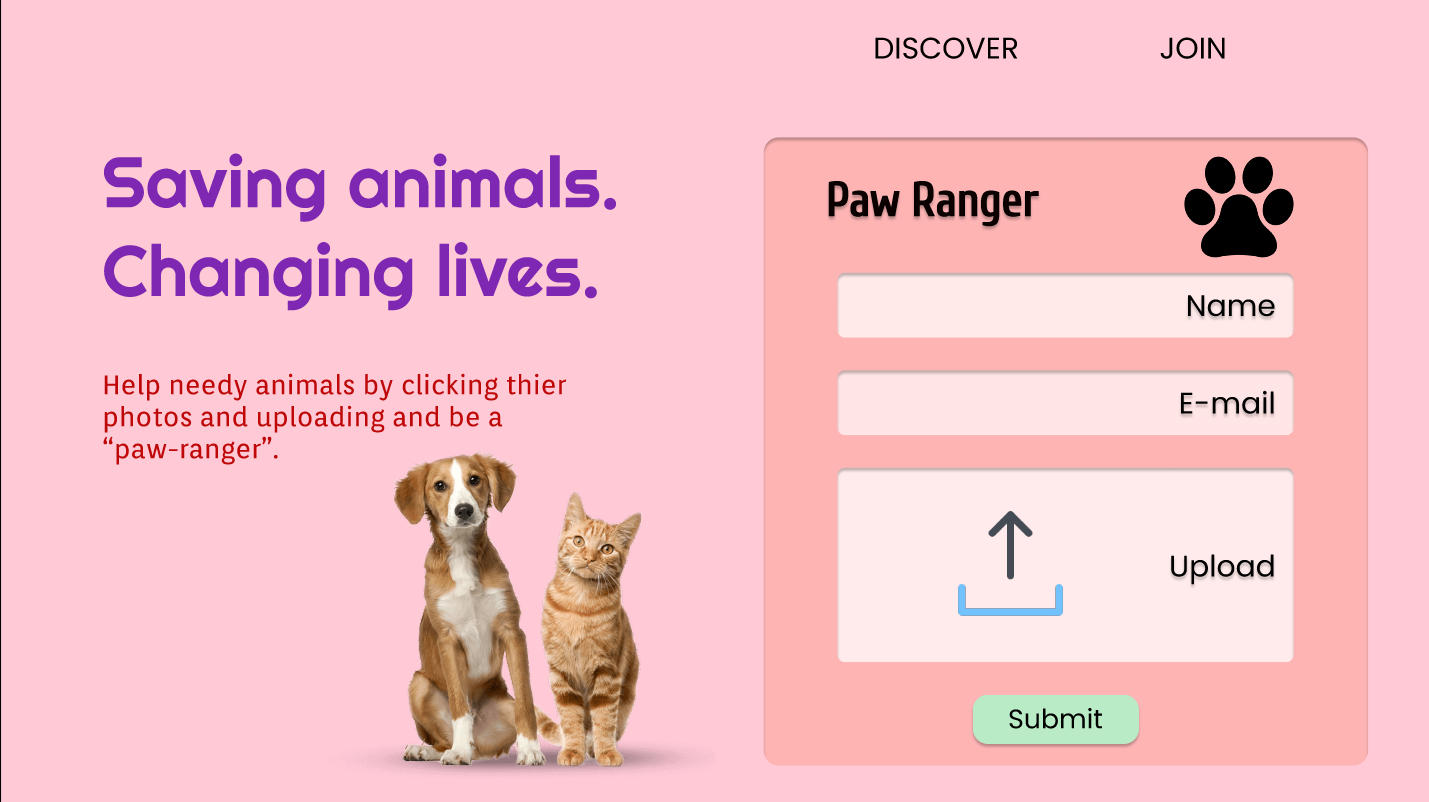 DISCOVER
JOIN
Saving animals.
Changing lives.
Help needy animals by clicking thier
photos and uploading and be a
“paw-ranger”.
Paw Ranger
Name
E-mail
Upload
Submit